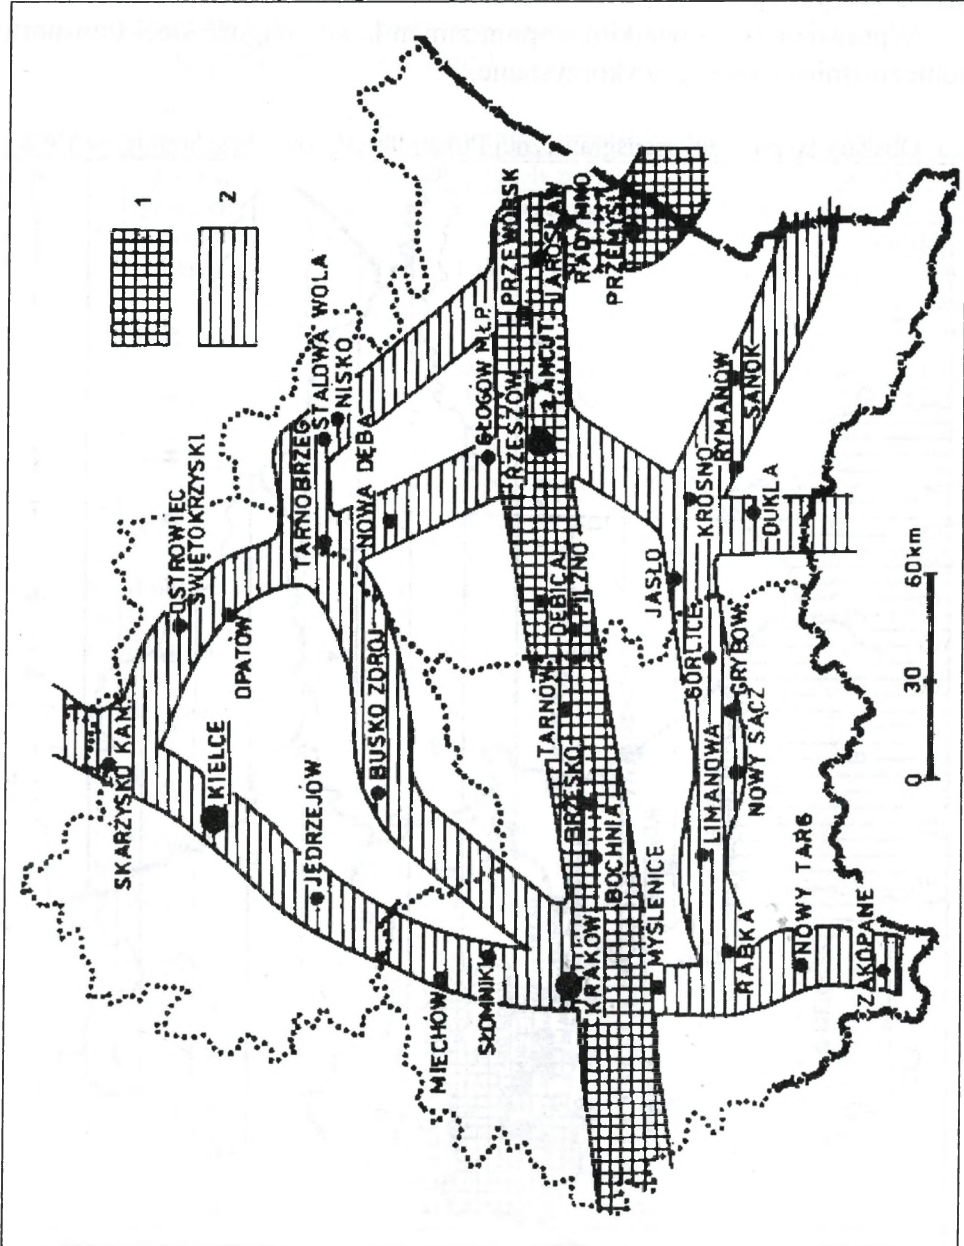 SKARŻYSKO KAM.
1
2
OSTROWIEC
ŚWIĘTOKRZYSKI
KIELCE
OPATÓW
TARNOBRZEG
STALOWA WOLA
NISKO
JĘDRZEJÓW
NOWA DĘBA
BUSKO ZDRÓJ
MIECHÓW
SŁOMNIKI
GŁOGÓW MŁP.
RZESZÓW
PRZEWORSK
ŁAŃCUT
JAROSŁAW
RADYMNO
PRZEMYŚL
TARNÓW
DĘBICA
PILZNO
BRZESKO
BOCHNIA
KRAKÓW
MYŚLENICE
JASŁO
GORLICE
KROSNO
RYMANÓW
SANOK
LIMANOWA
GRYBÓW
NOWY SĄCZ
DUKLA
RABKA
NOWY TARG
ZAKOPANE
0 30 60km